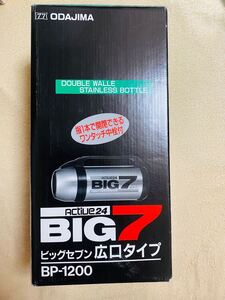 ODAJIMA
DOUBLE WALLE
STAINLESS BOTTLE
指1本で開閉できる
ワンタッチ中栓付
ACTIVE24
BIG7
Active24
BIG7
ビッグセブン 広口タイプ
BP-1200